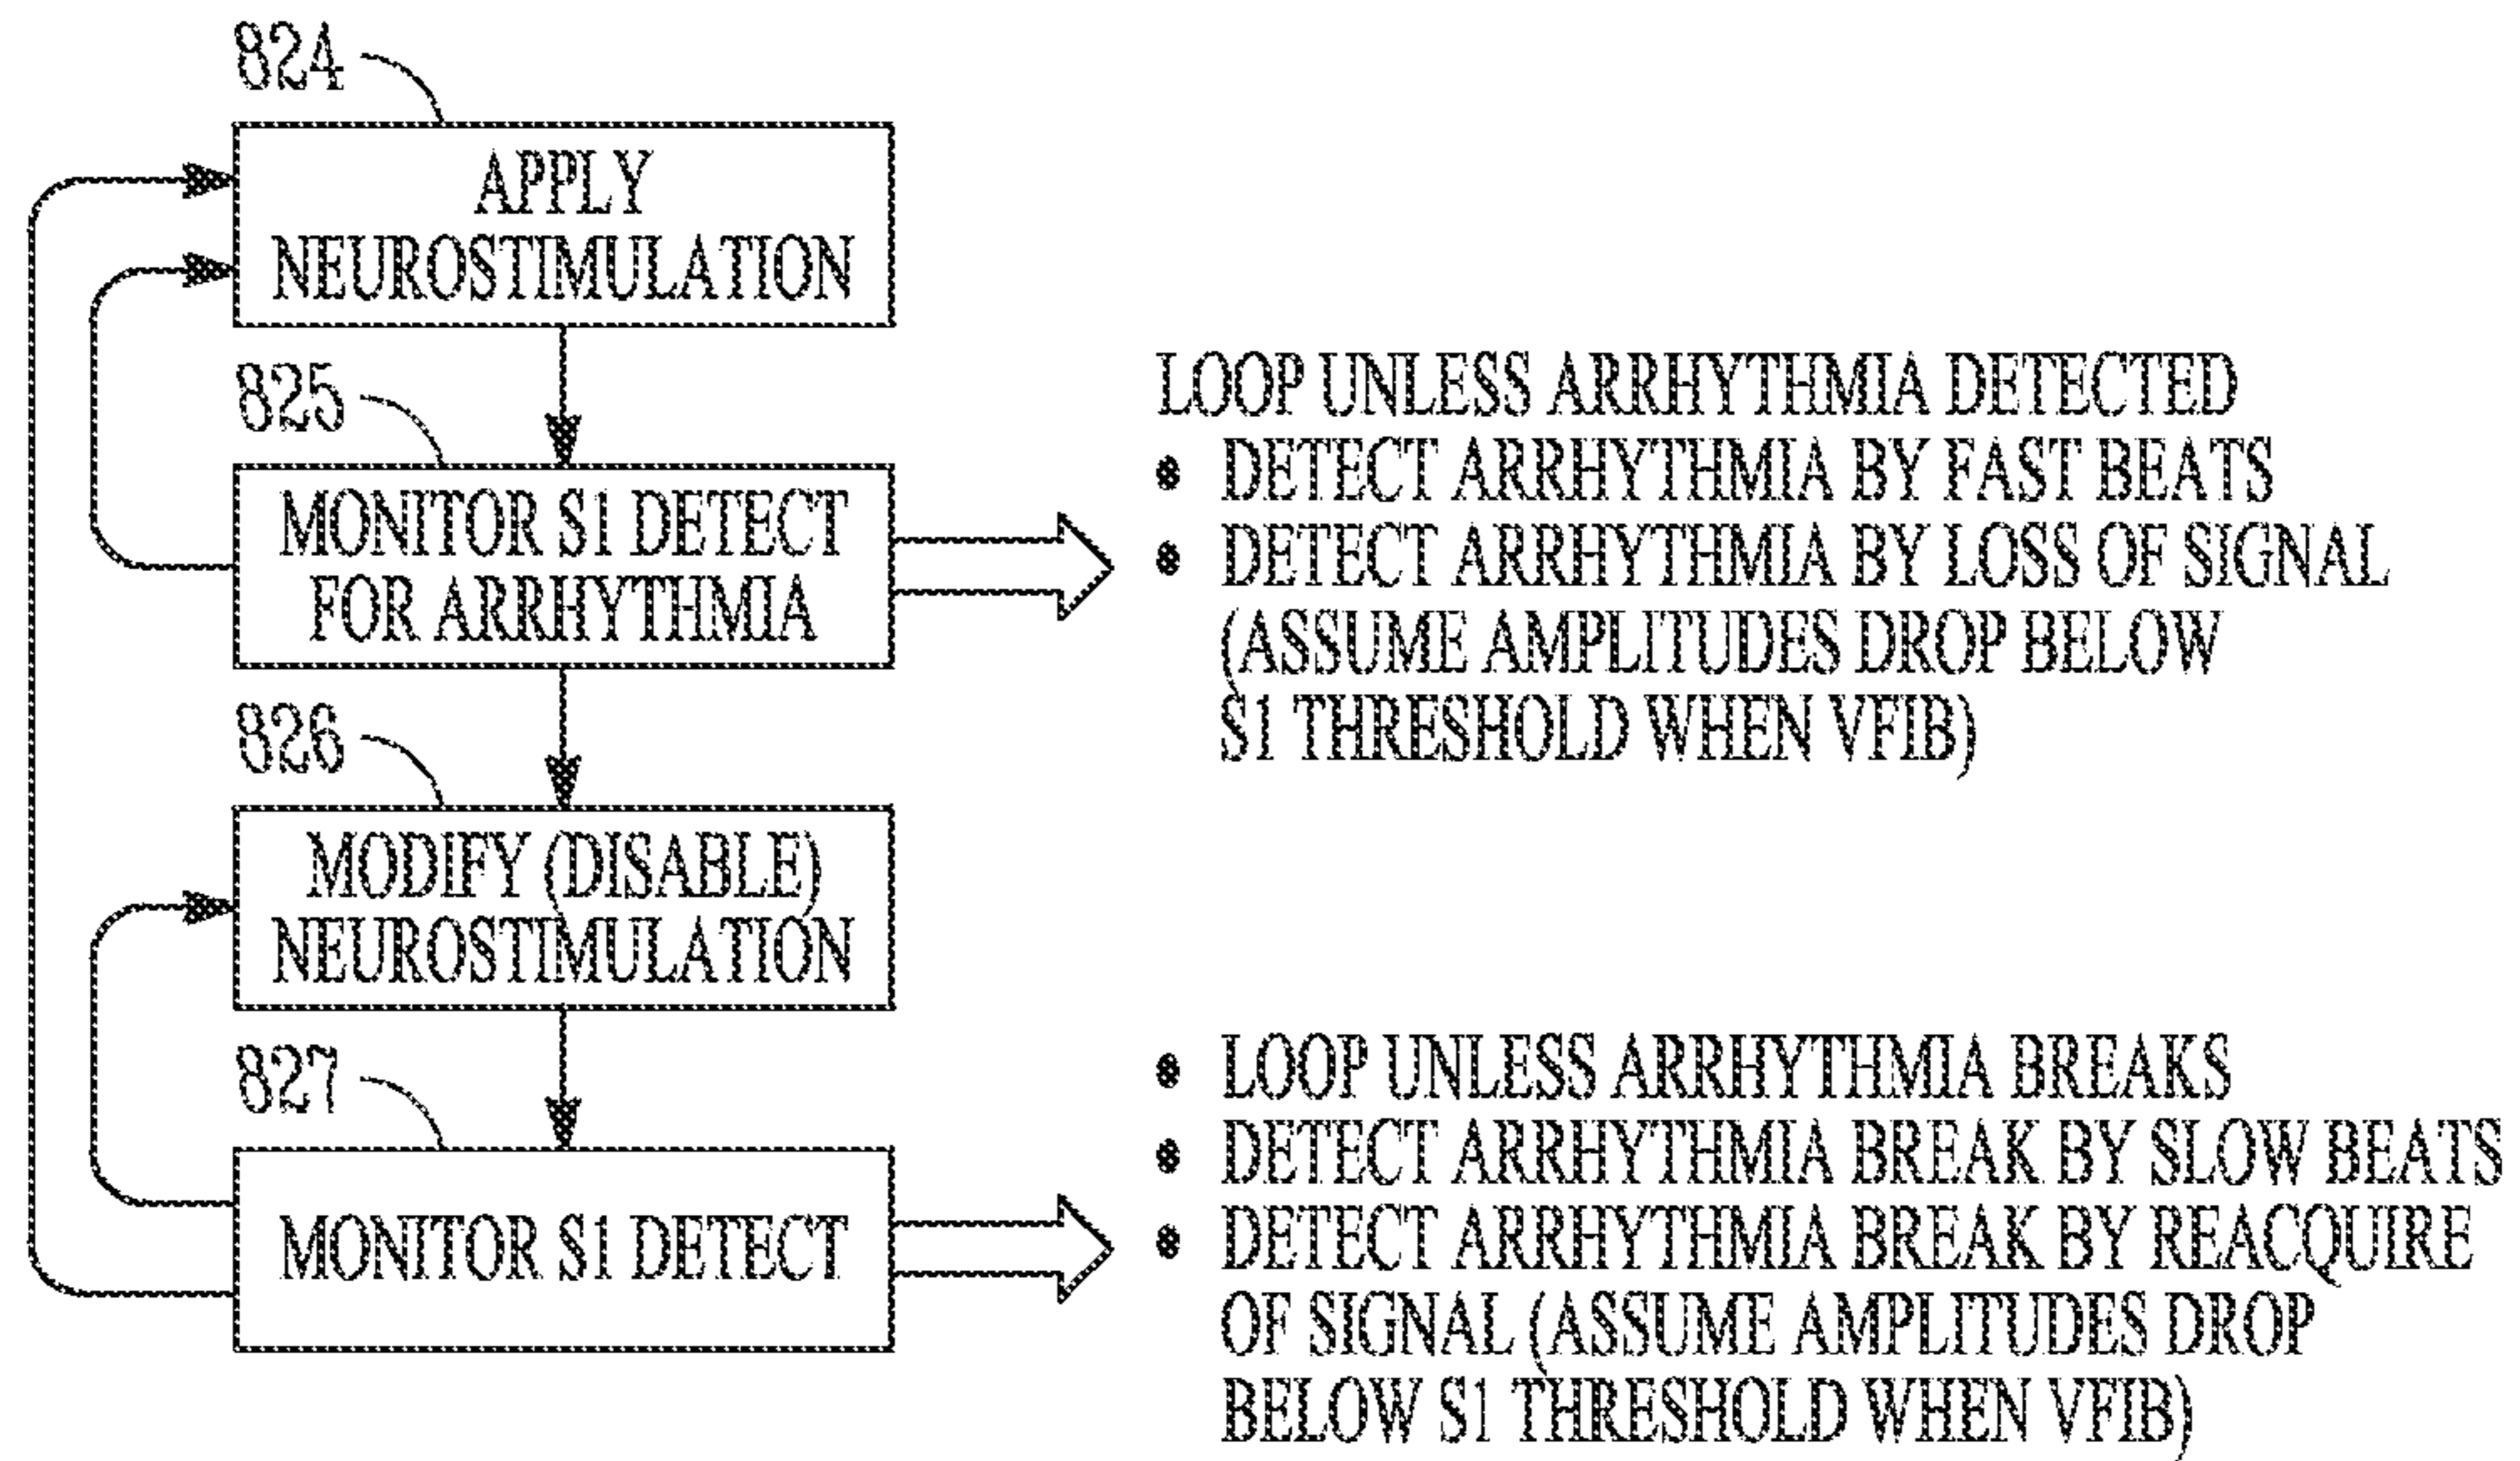 824
APPLY
NEUROSTIMULATION
825
MONITOR S1 DETECT
FOR ARRHYTHMIA
LOOP UNLESS ARRHYTHMIA DETECTED
• DETECT ARRHYTHMIA BY FAST BEATS
• DETECT ARRHYTHMIA BY LOSS OF SIGNAL
(ASSUME AMPLITUDES DROP BELOW
S1 THRESHOLD WHEN VFIB)
826
MODIFY (DISABLE)
NEUROSTIMULATION
827
MONITOR S1 DETECT
• LOOP UNLESS ARRHYTHMIA BREAKS
• DETECT ARRHYTHMIA BREAK BY SLOW BEATS
• DETECT ARRHYTHMIA BREAK BY REACQUIRE
OF SIGNAL (ASSUME AMPLITUDES DROP
BELOW S1 THRESHOLD WHEN VFIB)